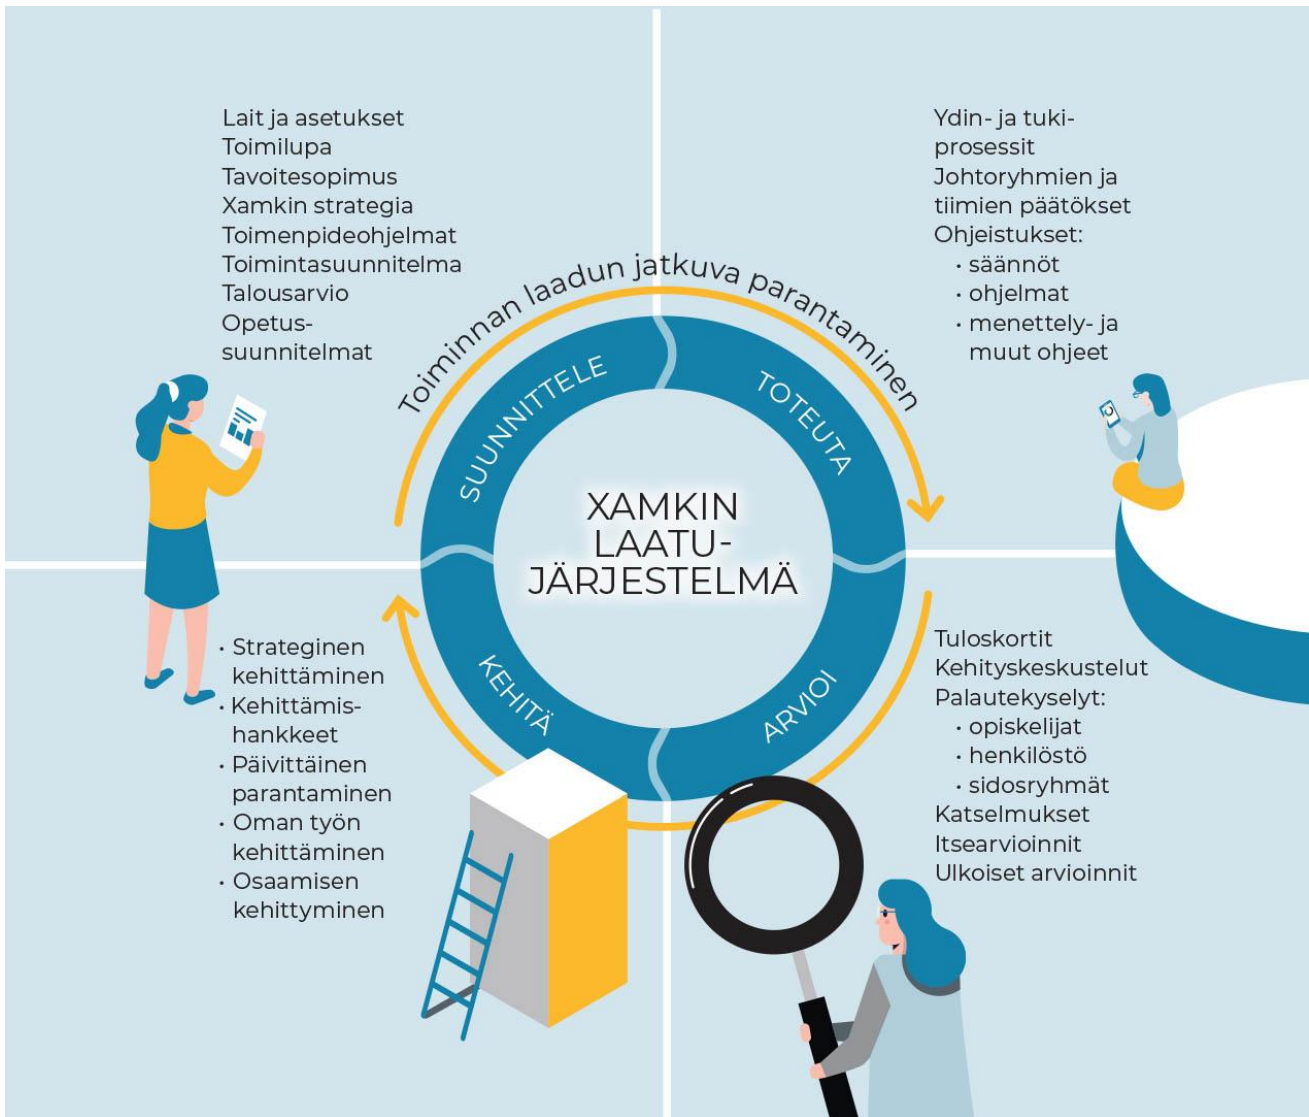 Lait ja asetukset
Toimilupa
Tavoitesopimus
Xamkin strategia
Toimenpideohjelmat
Toimintasuunnitelma
Talousarvio
Opetus-
suunnitelmat
Ydin- ja tuki-
prosessit
Johtoryhmien ja
tiimien päätökset
Ohjeistukset:
• säännöt
• ohjelmat
• menettely- ja
muut ohjeet
Toiminnan laadun jatkuva parantaminen
SUUNNITTELE
TOTEUTA
XAMKIN
LAATU-
JÄRJESTELMÄ
KEHITÄ
ARVIOI
• Strateginen
kehittäminen
• Kehittämis-
hankkeet
• Päivittäinen
parantaminen
• Oman työn
kehittäminen
• Osaamisen
kehittyminen
Tuloskortit
Kehityskeskustelut
Palautekyselyt:
• opiskelijat
• henkilöstö
• sidosryhmät
Katselmukset
Itsearvioinnit
Ulkoiset arvioinnit